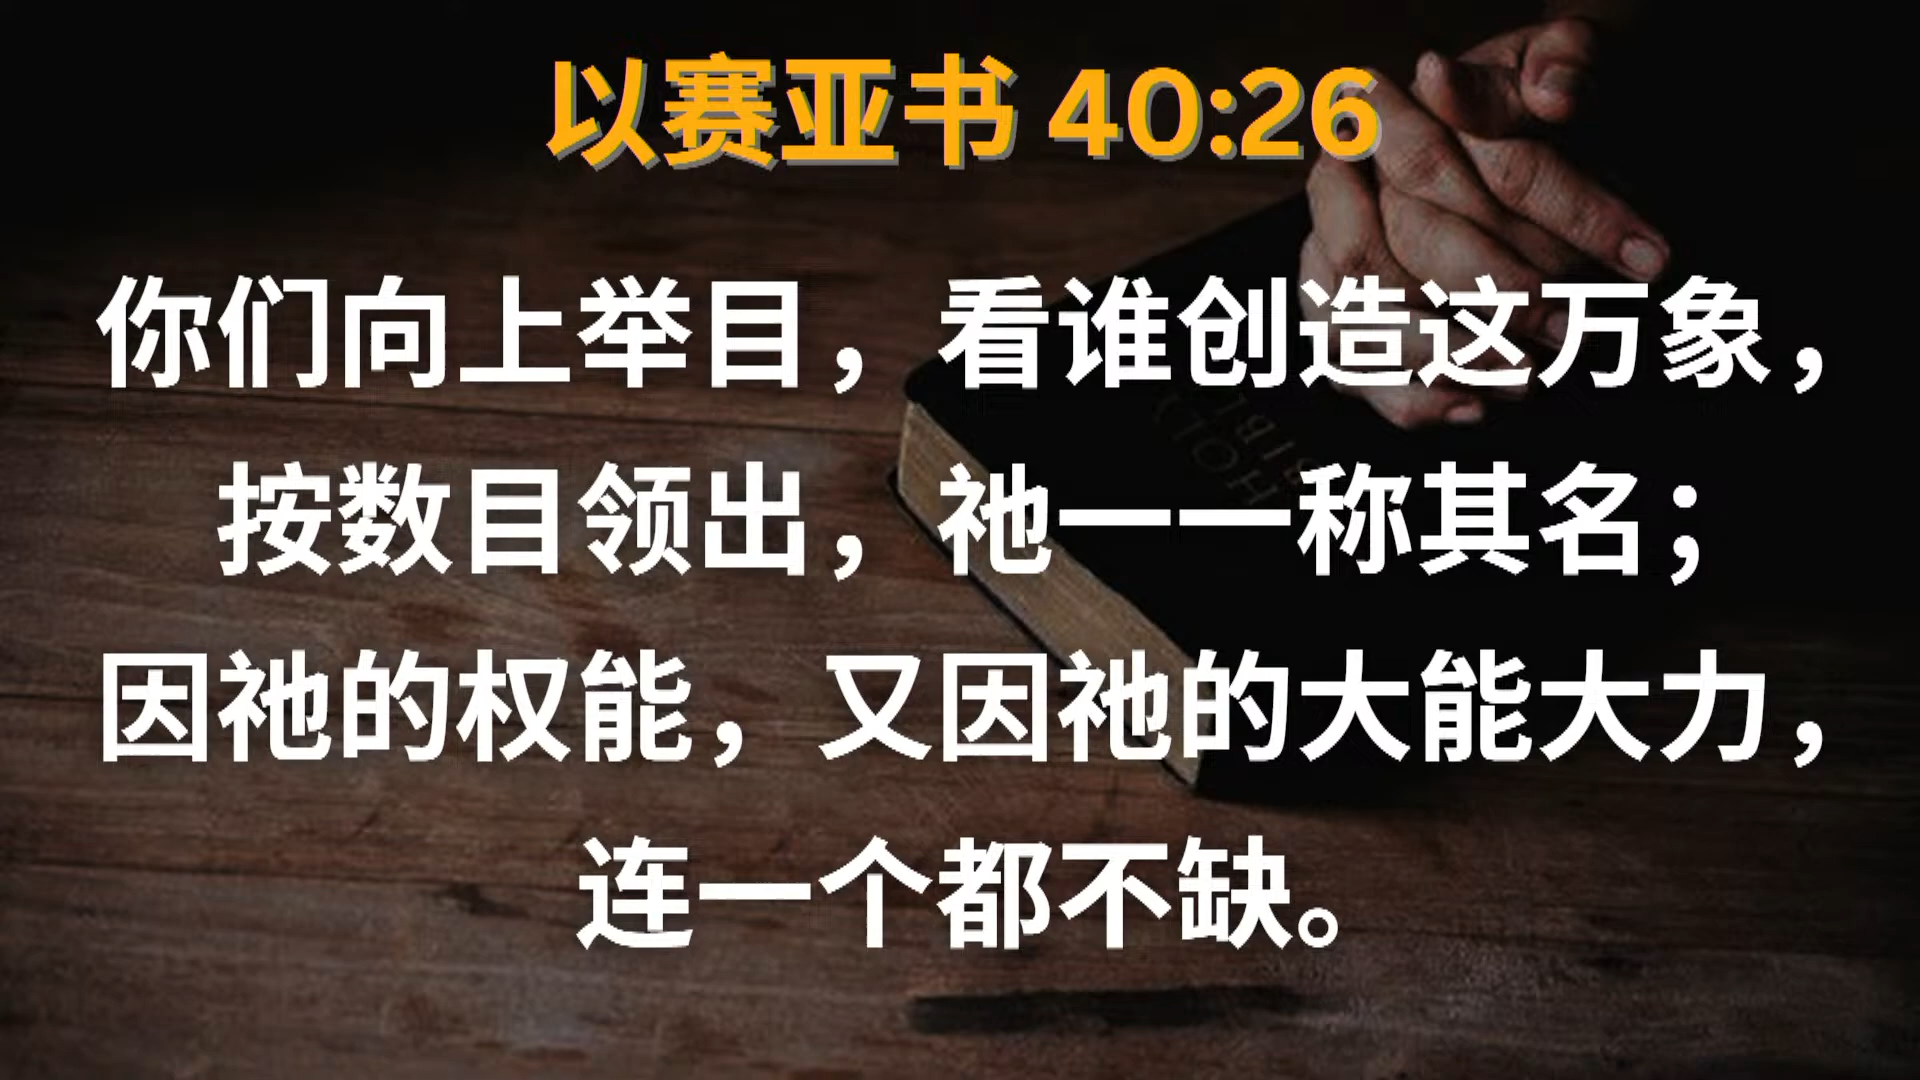 以赛亚书 40:26
你们向上举目，看谁创造这万象，
按数目领出，祂一一称其名；
因祂的权能，又因祂的大能大力，
连一个都不缺。
HOLY
BIBL